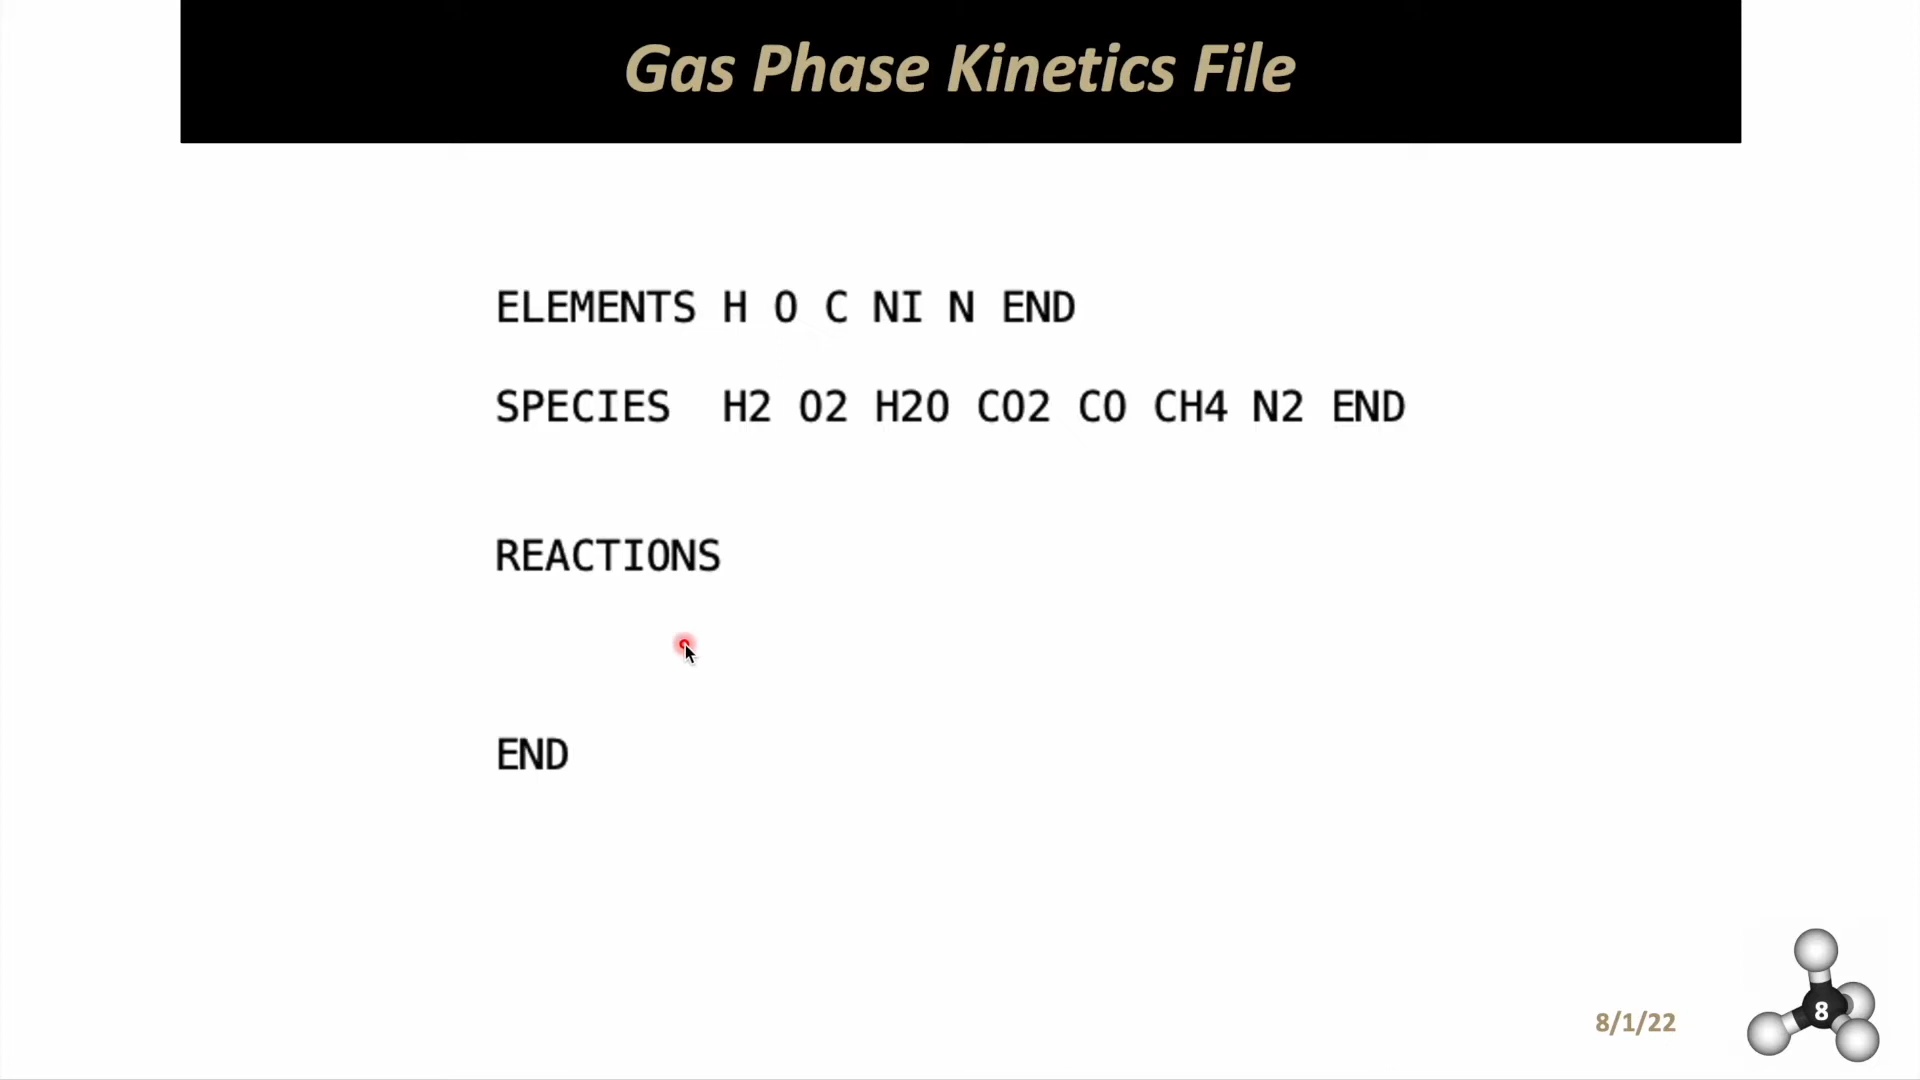 Gas Phase Kinetics File
ELEMENTS H O C NI N END
SPECIES  H2 O2 H2O CO2 CO CH4 N2 END
REACTIONS
END
8/1/22
8